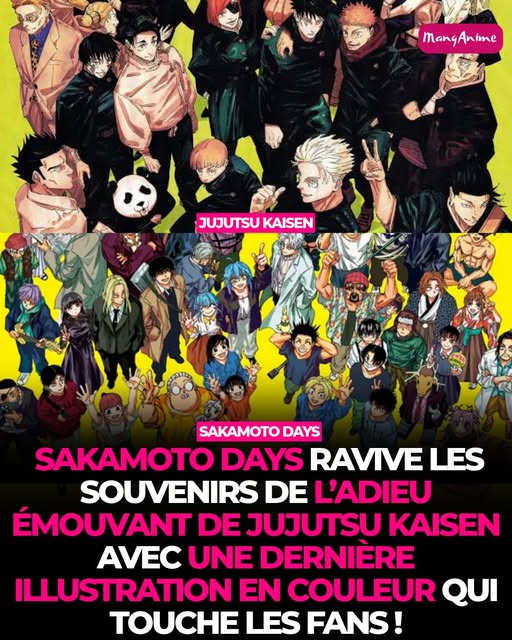 MangAnime
JUJUTSU KAISEN
SAKAMOTO DAYS
SAKAMOTO DAYS RAVIVE LES
SOUVENIRS DE L'ADIEU
ÉMOUVANT DE JUJUTSU KAISEN
AVEC UNE DERNIÈRE
ILLUSTRATION EN COULEUR QUI
TOUCHE LES FANS !